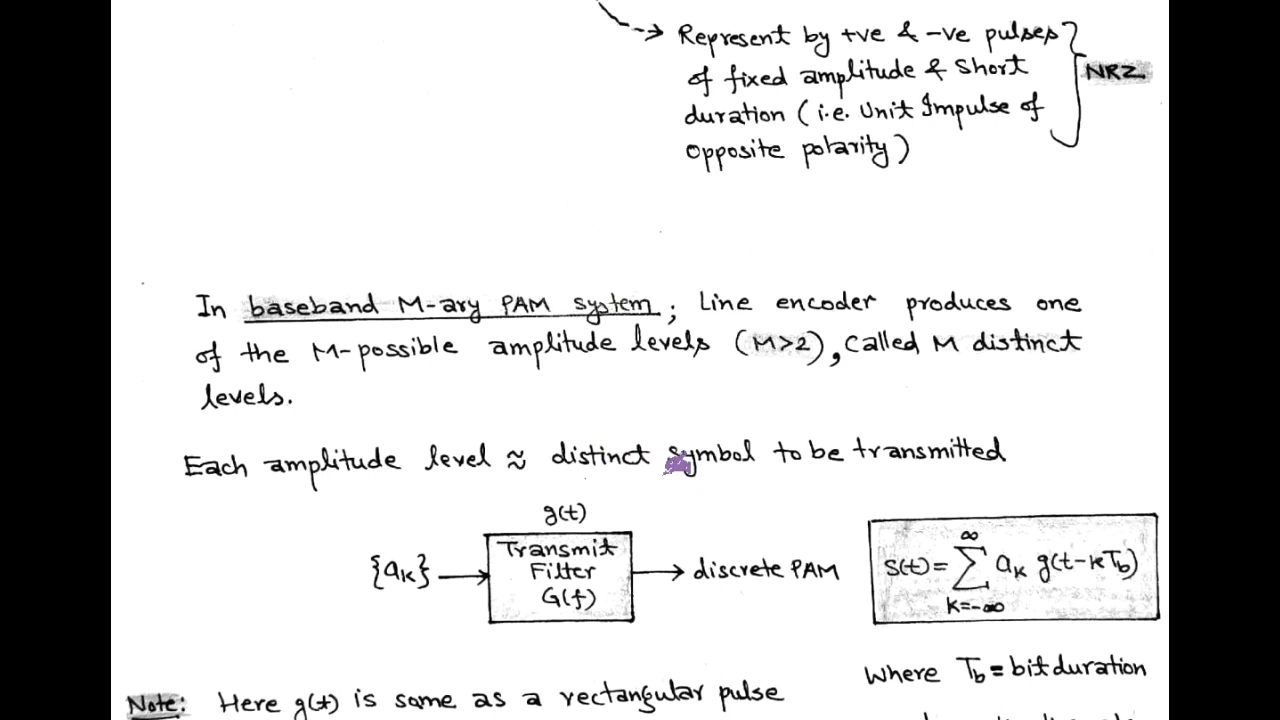 Represent by +ve & -ve pulses
of fixed amplitude & short
NRZ
duration (i.e. Unit Impulse of
opposite polarity)
In baseband M-ary PAM system; Line encoder produces one
of the M-possible amplitude levels (M>2), called M distinct
levels.
Each amplitude level ≈ distinct symbol to be transmitted
g(t)
{aₖ} → Transmit Filter G(f) → discrete PAM
S(t) = ∑ aₖ g(t-kT_b)
∞
k=-∞
Where T_b = bit duration
Note: Here g(t) is same as a rectangular pulse